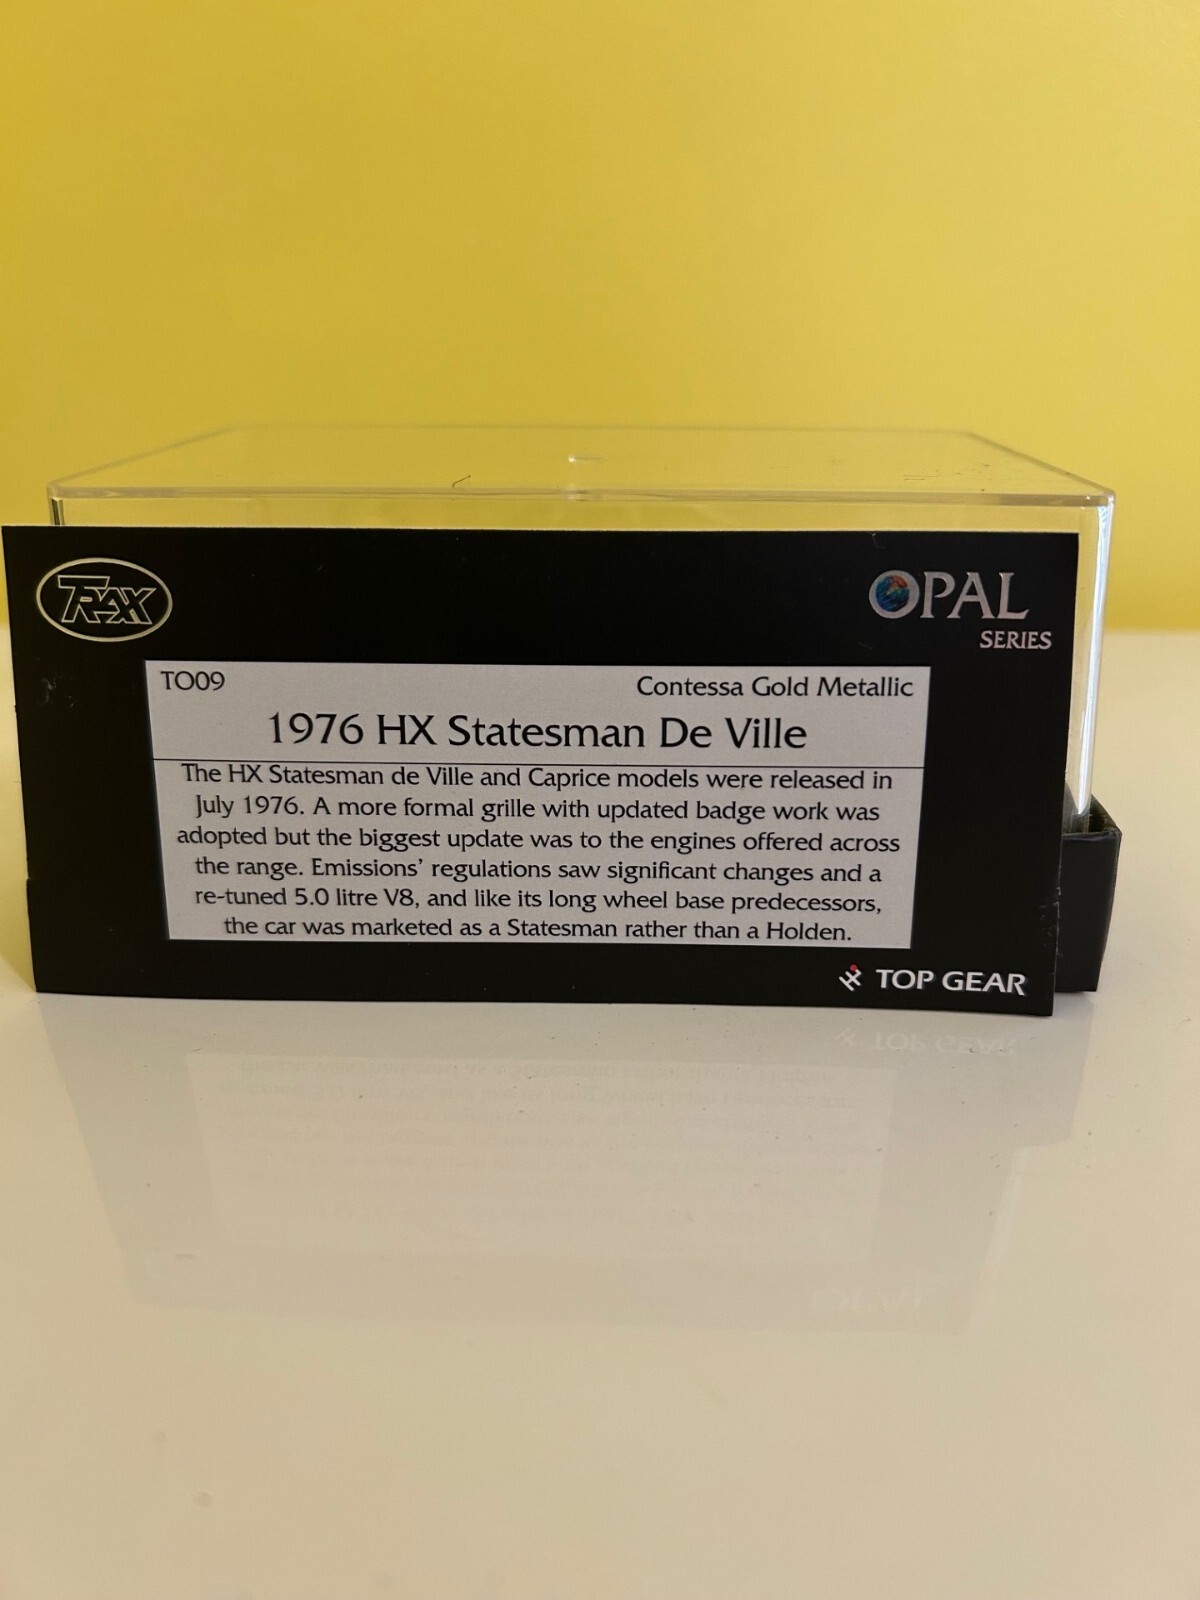 TRAX
OPAL
SERIES
TO09
Contessa Gold Metallic
1976 HX Statesman De Ville
The HX Statesman de Ville and Caprice models were released in
July 1976. A more formal grille with updated badge work was
adopted but the biggest update was to the engines offered across
the range. Emissions’ regulations saw significant changes and a
re-tuned 5.0 litre V8, and like its long wheel base predecessors,
the car was marketed as a Statesman rather than a Holden.
TOP GEAR